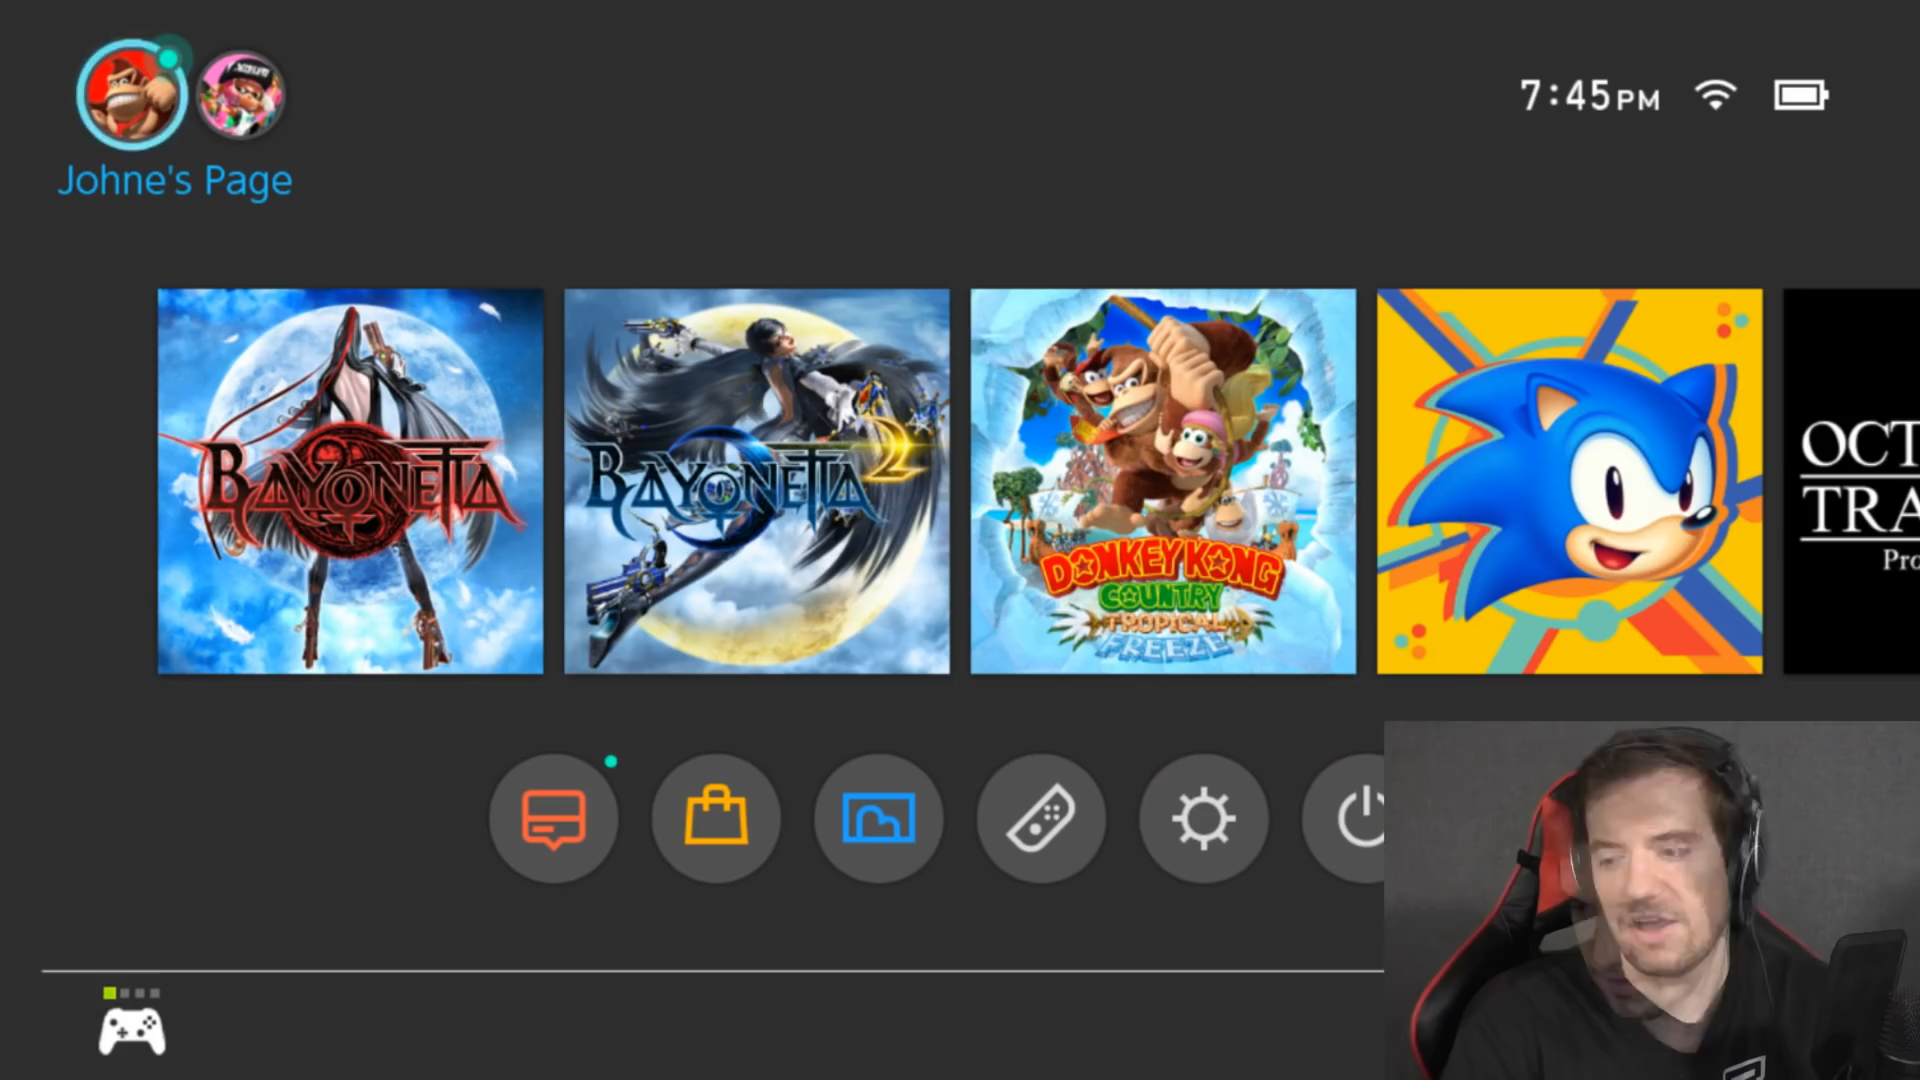 7:45PM
Johne's Page
BAYONETTA
BAYONETTA 2
DONKEY KONG
COUNTRY
TROPICAL
FREEZE
OCT
TRA
Pro